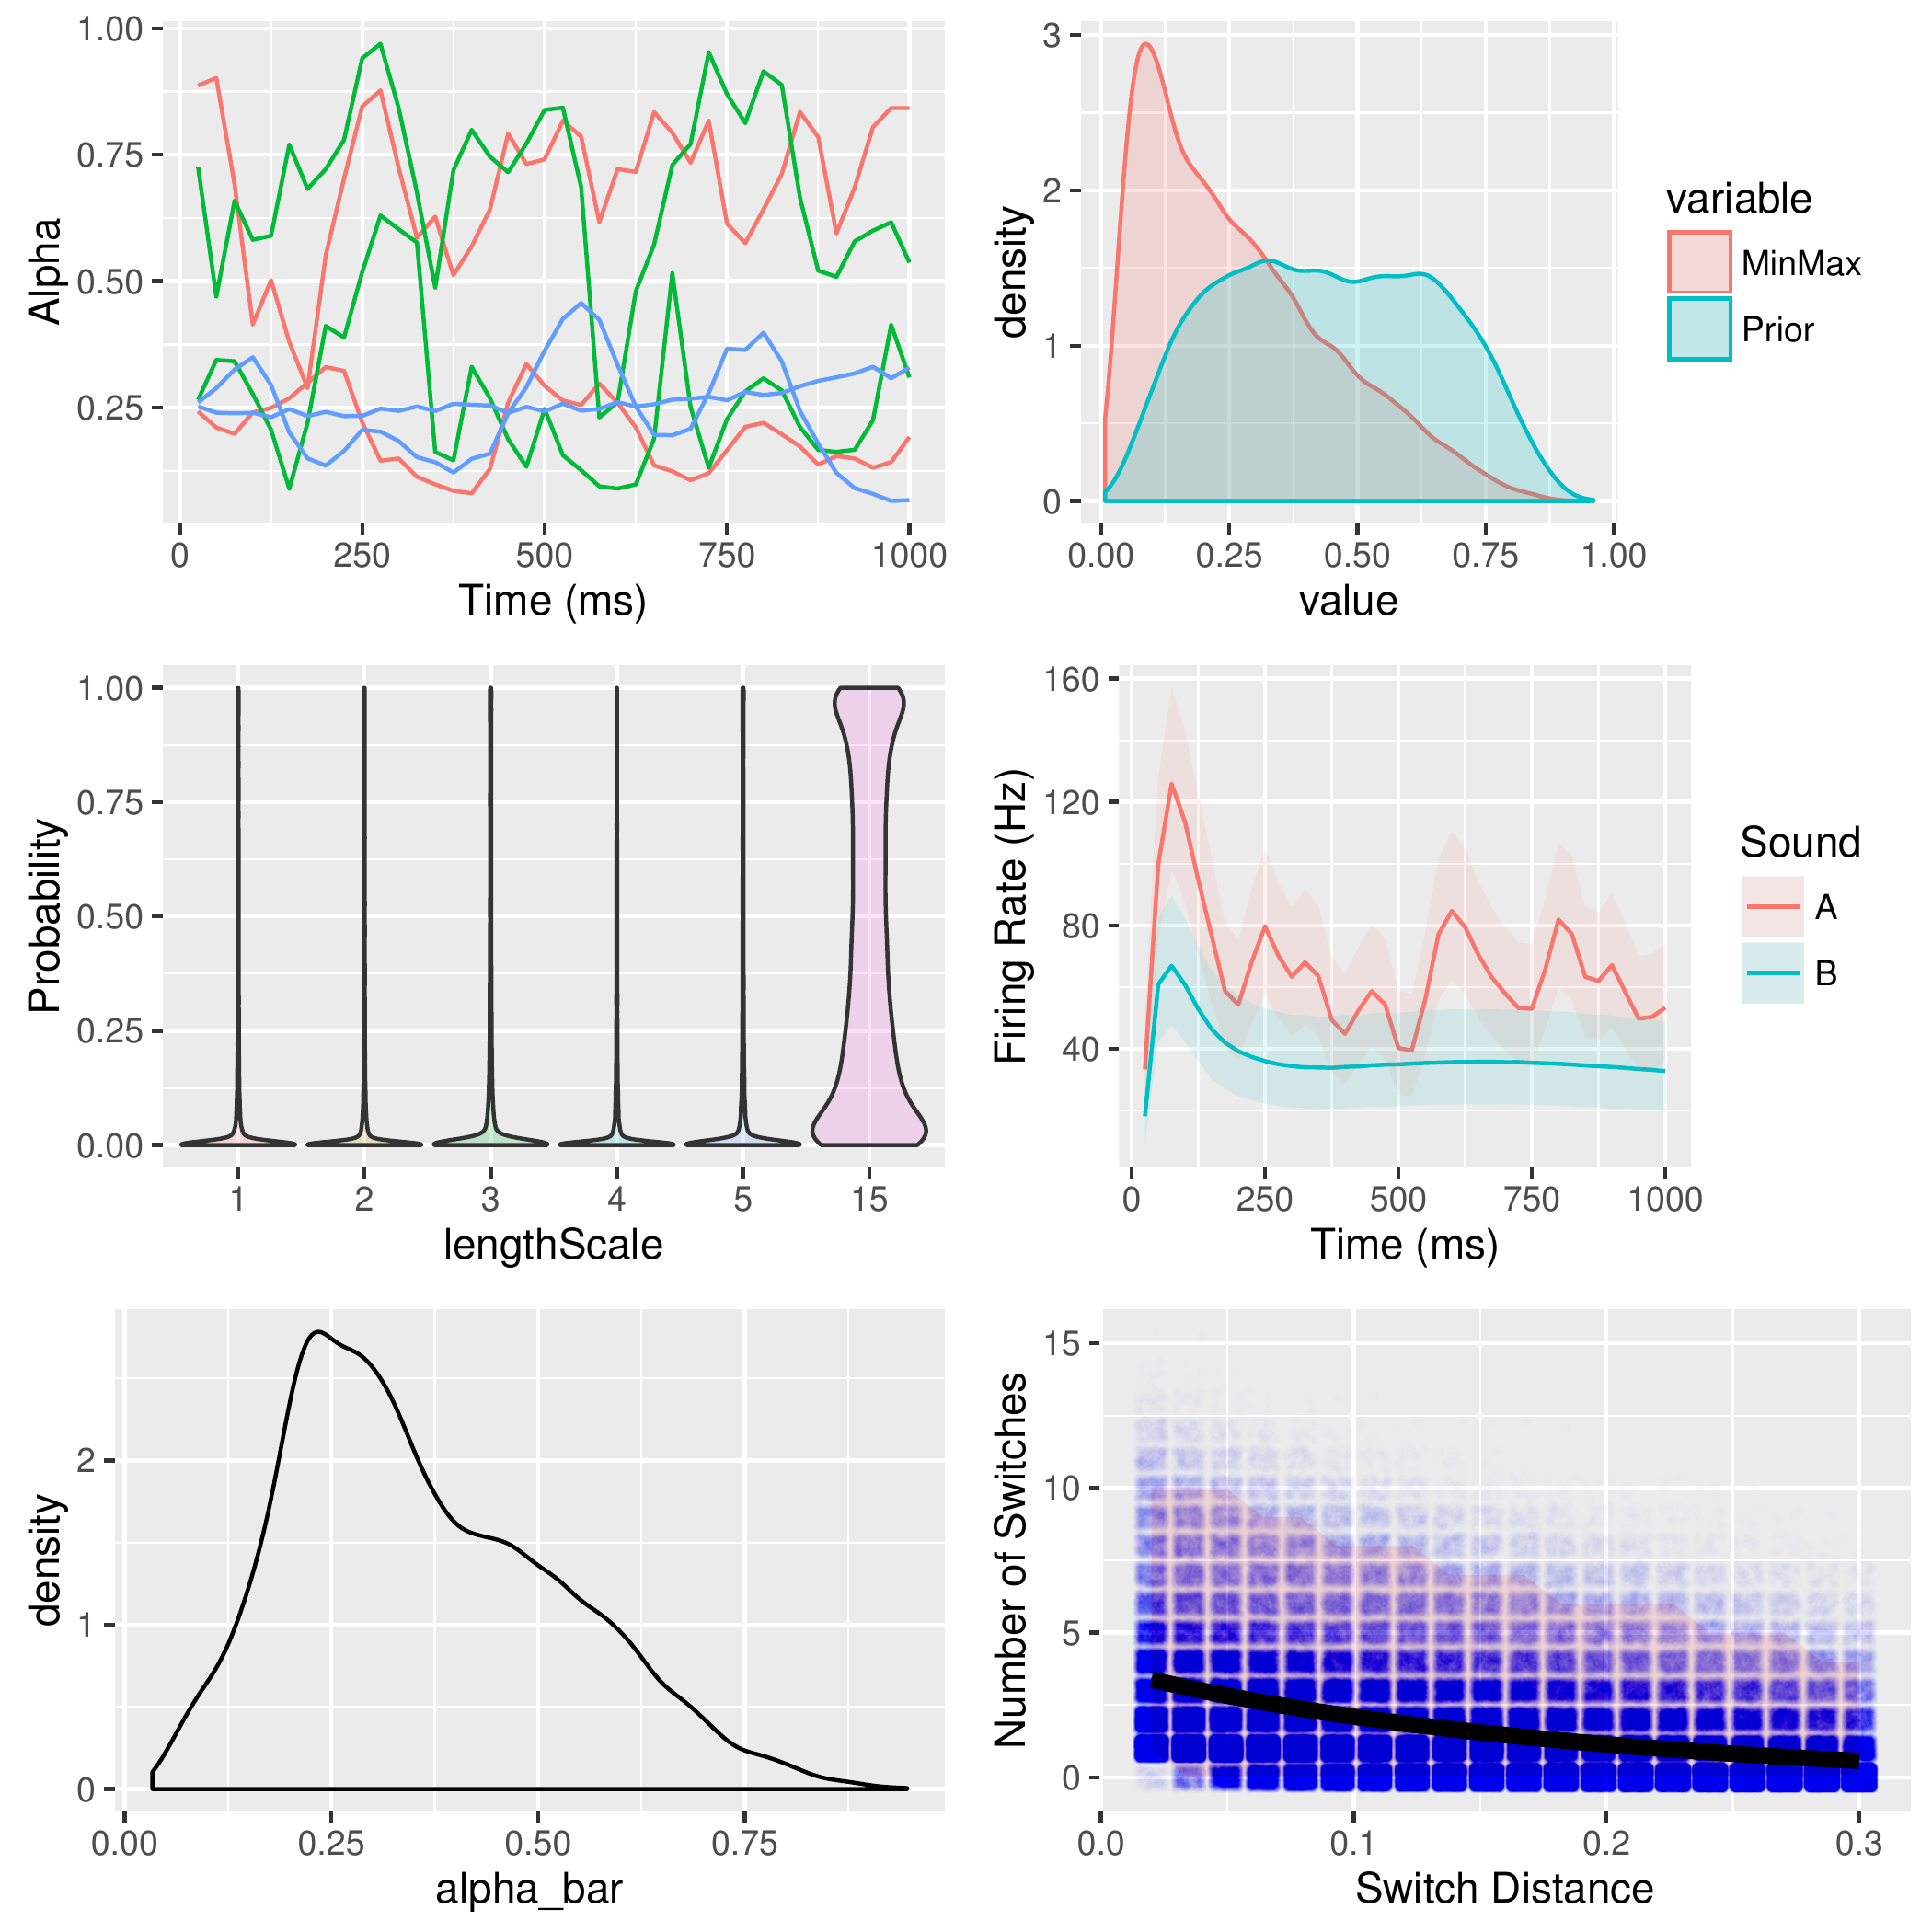 1.00
0.75
0.50
0.25
Alpha
0 250 500 750 1000
Time (ms)
3
2
1
0
density
0.00 0.25 0.50 0.75 1.00
value
variable
MinMax
Prior
1.00
0.75
0.50
0.25
0.00
Probability
1 2 3 4 5 15
lengthScale
160
120
80
40
Firing Rate (Hz)
0 250 500 750 1000
Time (ms)
Sound
A
B
2
1
0
density
0.00 0.25 0.50 0.75
alpha_bar
15
10
5
0
Number of Switches
0.0 0.1 0.2 0.3
Switch Distance